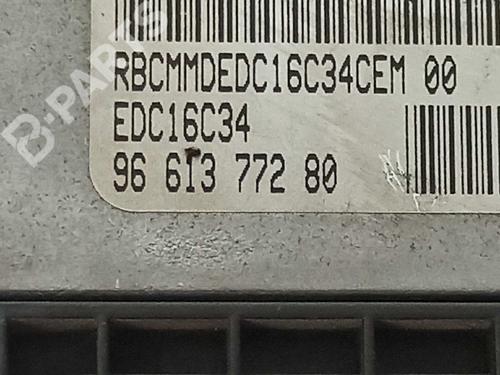 RBCMMDEDC16C34CEM 00
EDC16C34
96 613 772 80
B-PARTS